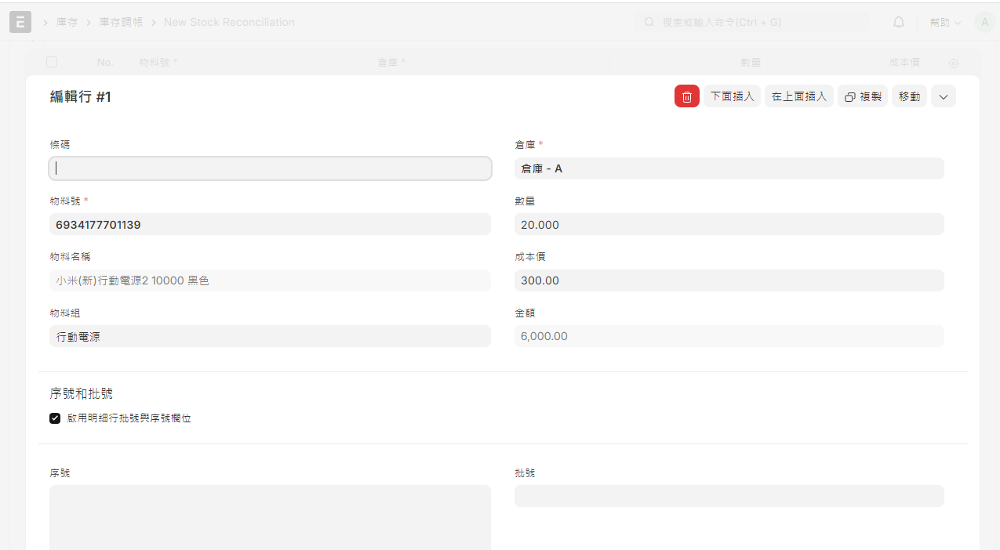 E 庫存 庫存調帳 New Stock Reconciliation 搜索或輸入命令(Ctrl + G) 幫助 A
No. 物料號 * 倉庫 * 數量 成本價
編輯行 #1 下面插入 在上面插入 複製 移動
條碼
倉庫 *
倉庫 - A
物料號 *
6934177701139
數量
20.000
物料名稱
小米(新)行動電源2 10000 黑色
成本價
300.00
物料組
行動電源
金額
6,000.00
序號和批號
啟用明細行批號與序號欄位
序號
批號